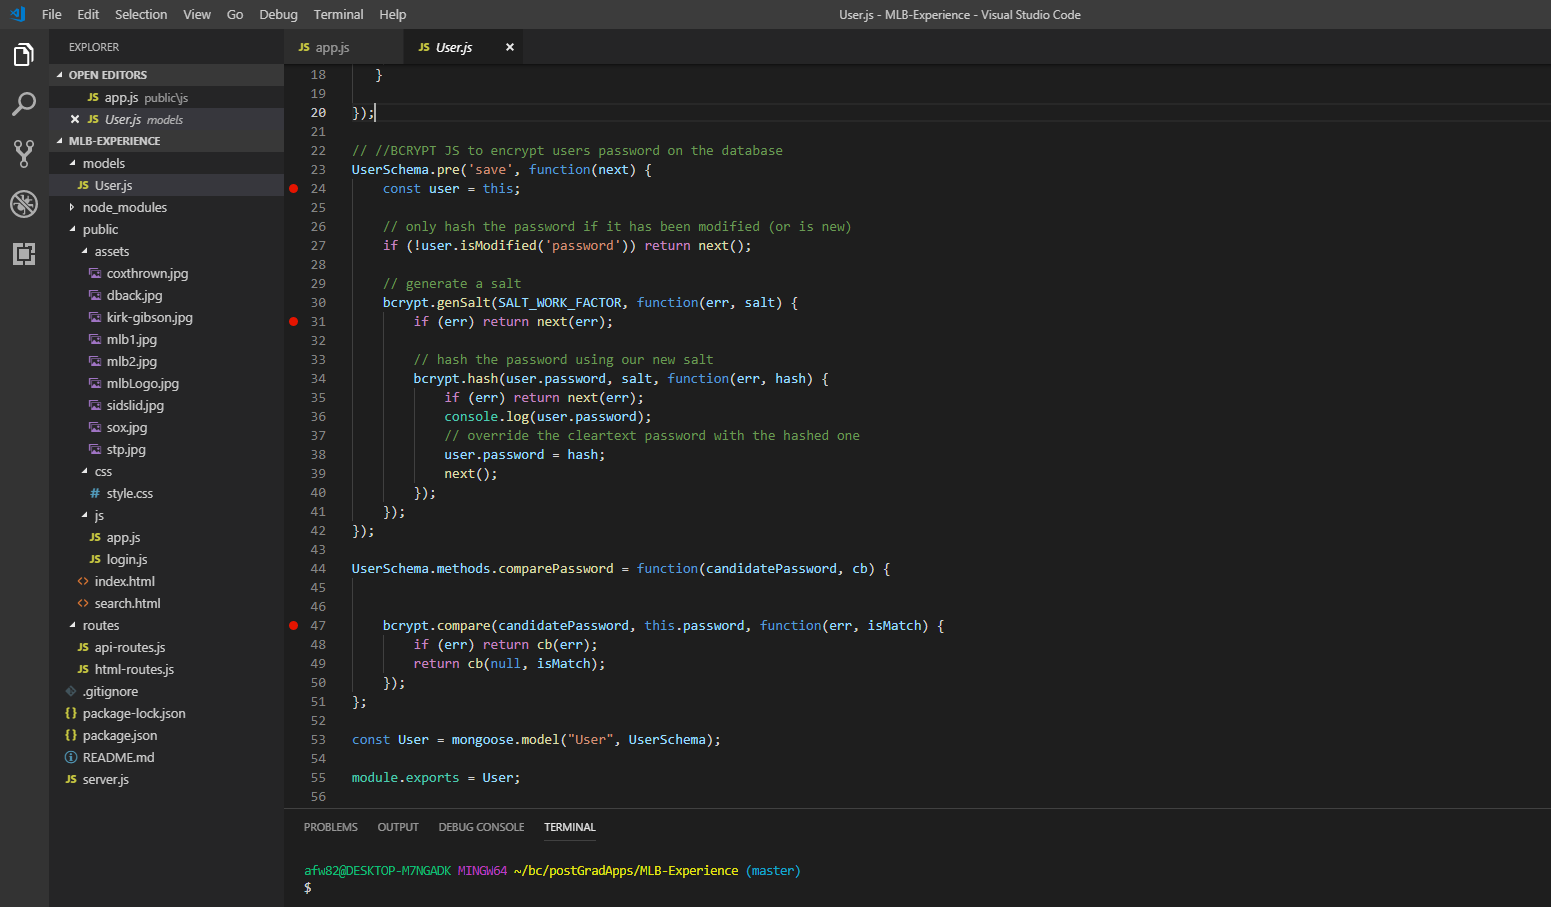 File Edit Selection View Go Debug Terminal Help
User.js - MLB-Experience - Visual Studio Code
EXPLORER
OPEN EDITORS
JS app.js public\js
JS User.js models
MLB-EXPERIENCE
models
JS User.js
node_modules
public
assets
coxthrown.jpg
dback.jpg
kirk-gibson.jpg
mlb1.jpg
mlb2.jpg
mlbLogo.jpg
sidslid.jpg
sox.jpg
stp.jpg
css
# style.css
js
JS app.js
JS login.js
<> index.html
<> search.html
routes
JS api-routes.js
JS html-routes.js
.gitignore
{} package-lock.json
{} package.json
README.md
JS server.js
JS app.js
JS User.js
18 }
19
20 });
21
22 // //BCRYPT JS to encrypt users password on the database
23 UserSchema.pre('save', function(next) {
24 const user = this;
25
26 // only hash the password if it has been modified (or is new)
27 if (!user.isModified('password')) return next();
28
29 // generate a salt
30 bcrypt.genSalt(SALT_WORK_FACTOR, function(err, salt) {
31 if (err) return next(err);
32
33 // hash the password using our new salt
34 bcrypt.hash(user.password, salt, function(err, hash) {
35 if (err) return next(err);
36 console.log(user.password);
37 // override the cleartext password with the hashed one
38 user.password = hash;
39 next();
40 });
41 });
42 });
43
44 UserSchema.methods.comparePassword = function(candidatePassword, cb) {
45
46
47 bcrypt.compare(candidatePassword, this.password, function(err, isMatch) {
48 if (err) return cb(err);
49 return cb(null, isMatch);
50 });
51 };
52
53 const User = mongoose.model("User", UserSchema);
54
55 module.exports = User;
56
PROBLEMS OUTPUT DEBUG CONSOLE TERMINAL
afw82@DESKTOP-M7NGADK MINGW64 ~/bc/postGradApps/MLB-Experience (master)
$